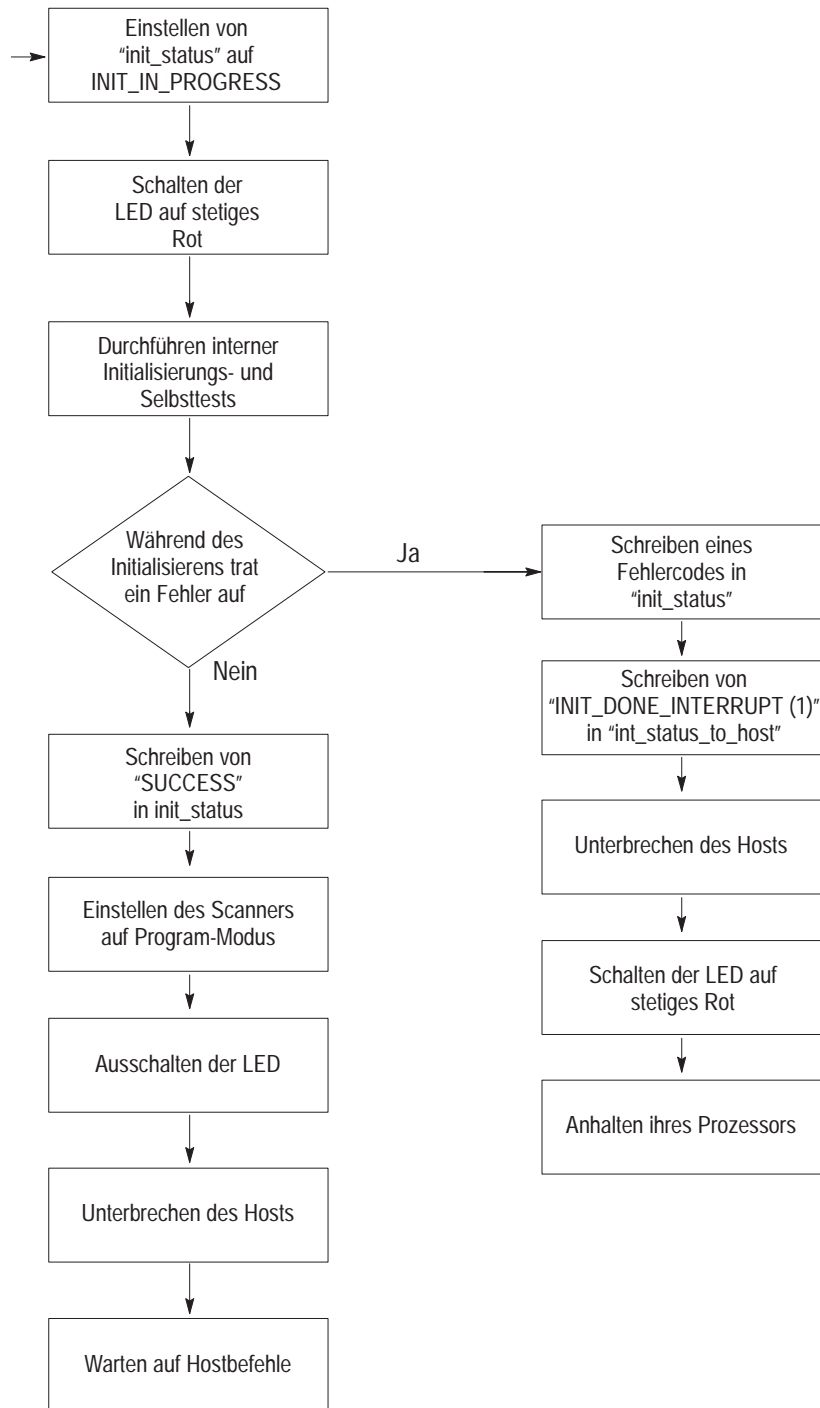 Einstellen von
“init_status” auf
INIT_IN_PROGRESS
Schalten der
LED auf stetiges
Rot
Durchführen interner
Initialisierungs- und
Selbsttests
Während des
Initialisierens trat
ein Fehler auf
Ja
Nein
Schreiben von
“SUCCESS”
in init_status
Einstellen des Scanners
auf Program-Modus
Ausschalten der LED
Unterbrechen des Hosts
Warten auf Hostbefehle
Schreiben eines
Fehlercodes in
“init_status”
Schreiben von
“INIT_DONE_INTERRUPT (1)”
in “int_status_to_host”
Unterbrechen des Hosts
Schalten der LED auf
stetiges Rot
Anhalten ihres Prozessors